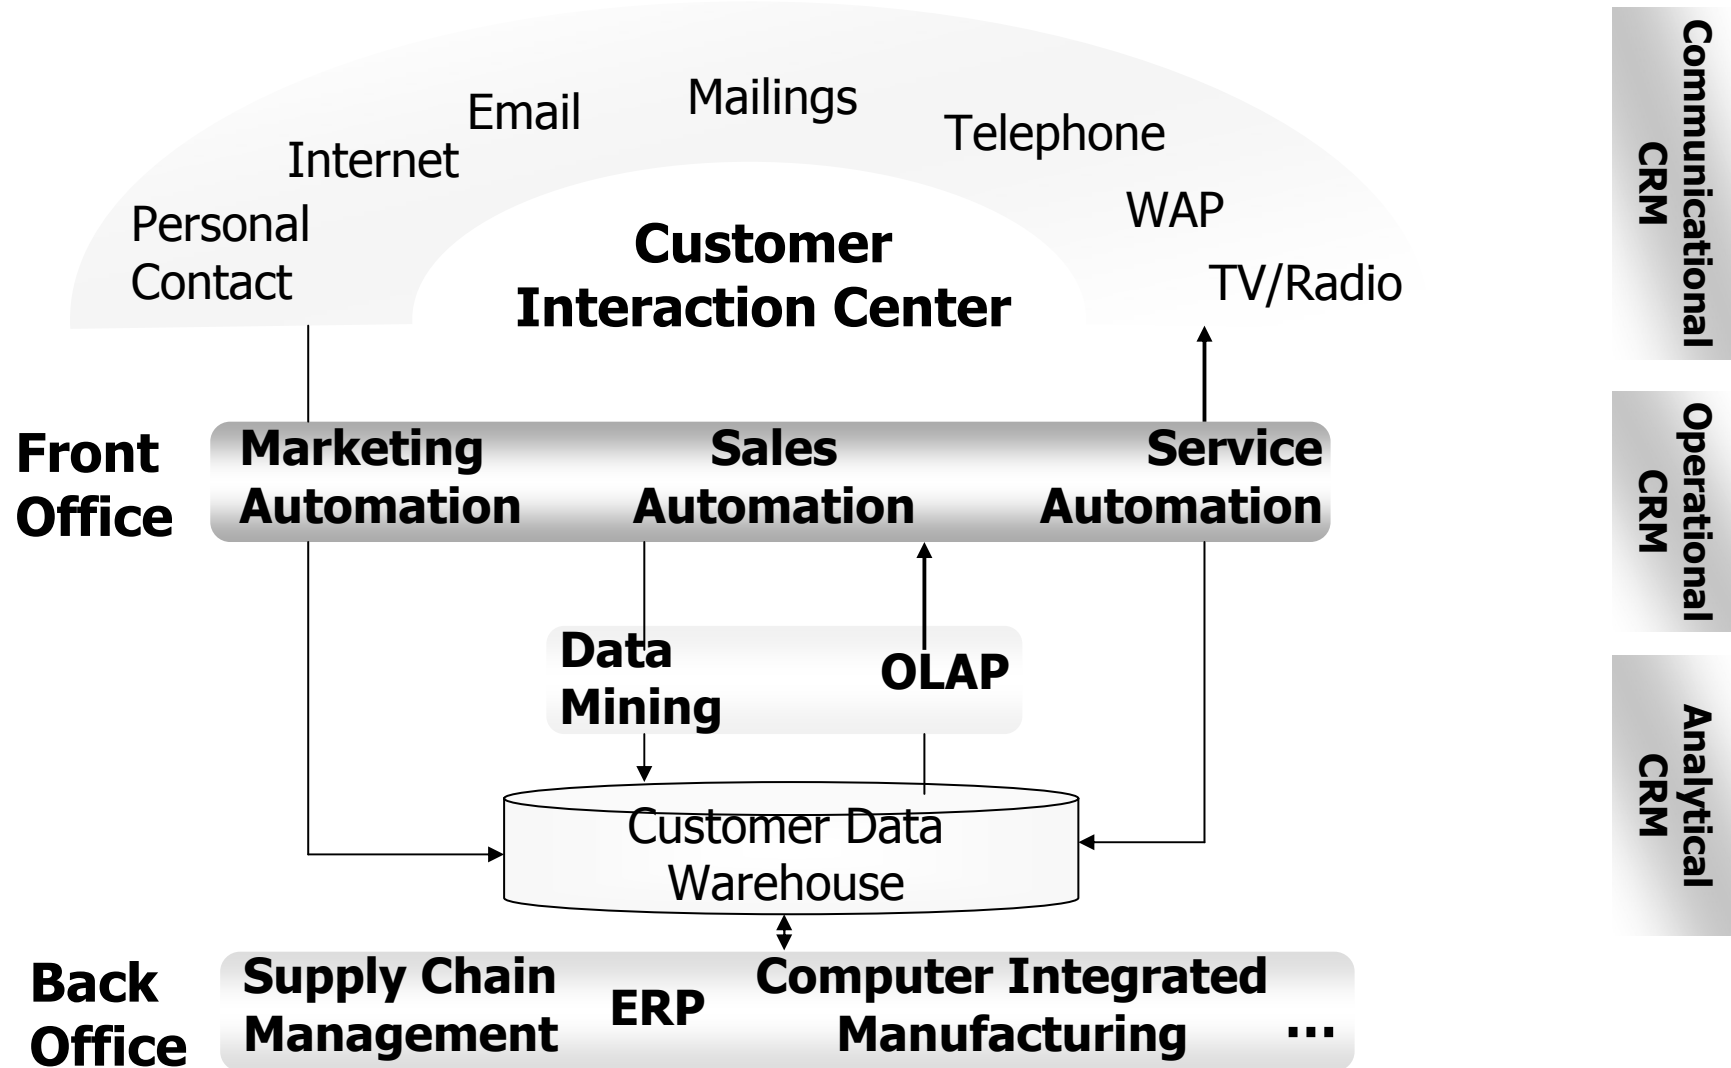 Mailings
Email
Telephone
Internet
WAP
Personal
Contact
TV/Radio
Customer
Interaction Center
Communicational
CRM
Front
Office
Marketing
Automation
Sales
Automation
Service
Automation
Operational
CRM
Data
Mining
OLAP
Customer Data
Warehouse
Analytical
CRM
Back
Office
Supply Chain
Management
ERP
Computer Integrated
Manufacturing
...